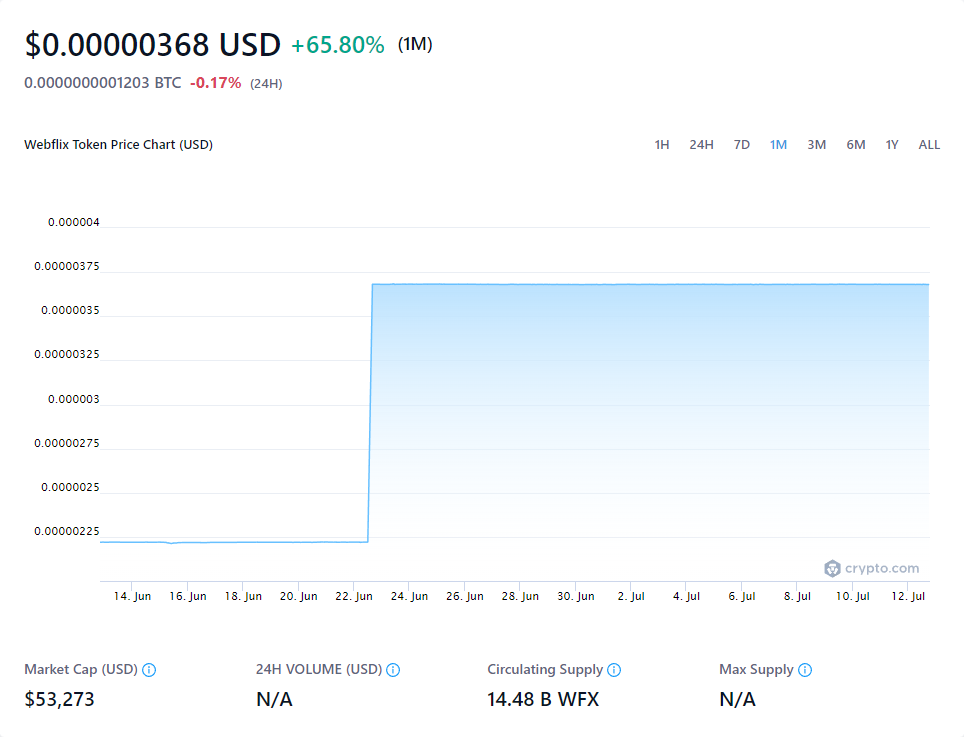 $0.00000368 USD +65.80% (1M)
0.0000000001203 BTC -0.17% (24H)
Webflix Token Price Chart (USD) 1H 24H 7D 1M 3M 6M 1Y ALL
0.000004
0.00000375
0.0000035
0.00000325
0.000003
0.00000275
0.0000025
0.00000225
crypto.com
14. Jun 16. Jun 18. Jun 20. Jun 22. Jun 24. Jun 26. Jun 28. Jun 30. Jun 2. Jul 4. Jul 6. Jul 8. Jul 10. Jul 12. Jul
Market Cap (USD) 24H VOLUME (USD) Circulating Supply Max Supply
$53,273 N/A 14.48 B WFX N/A